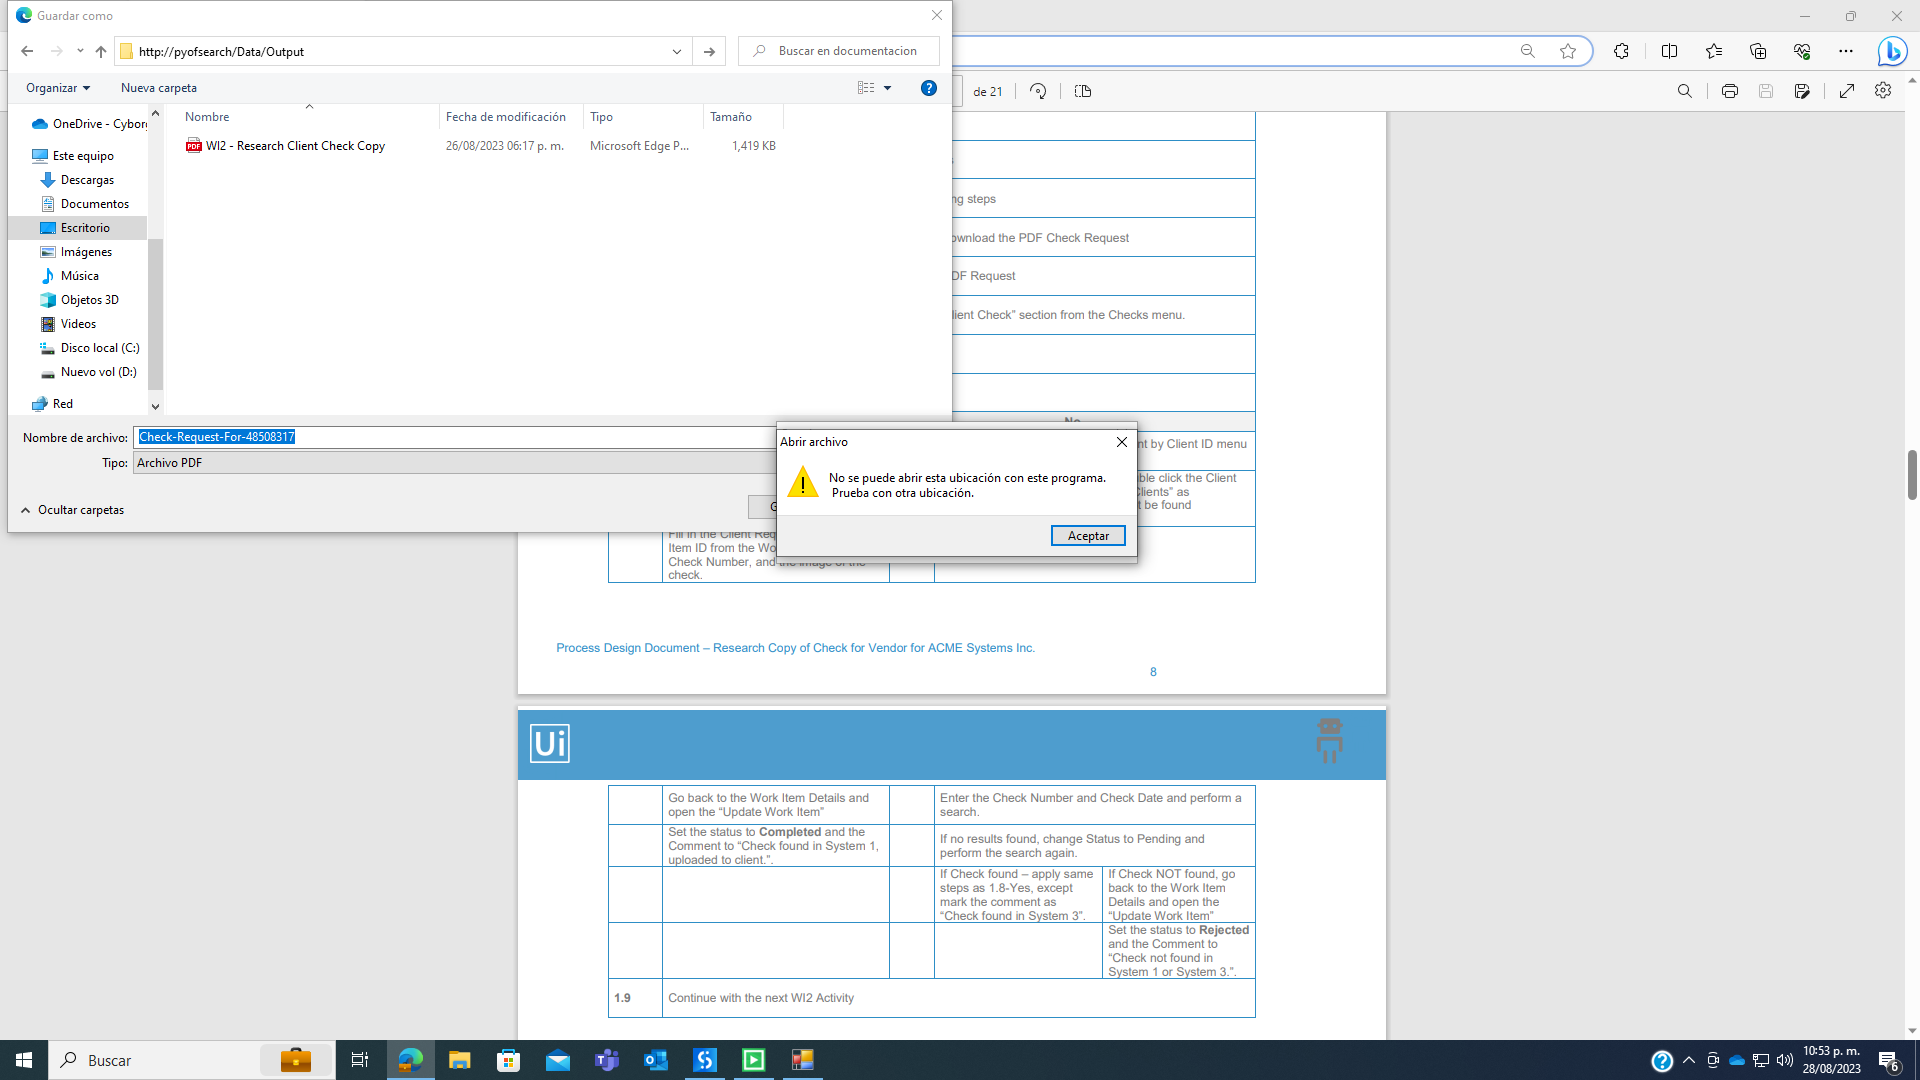 Guardar como
http://pyofsearch/Data/Output
Buscar en documentacion
Organizar
Nueva carpeta
de 21
Nombre
Fecha de modificación
Tipo
Tamaño
WI2 - Research Client Check Copy
26/08/2023 06:17 p. m.
Microsoft Edge P...
1,419 KB
OneDrive - Cyborg
Este equipo
Descargas
Documentos
Escritorio
Imágenes
Música
Objetos 3D
Videos
Disco local (C:)
Nuevo vol (D:)
Red
Nombre de archivo:
Check-Request-For-48508317
Tipo:
Archivo PDF
Ocultar carpetas
Abrir archivo
No se puede abrir esta ubicación con este programa.
Prueba con otra ubicación.
Aceptar
ng steps
ownload the PDF Check Request
DF Request
lient Check” section from the Checks menu.
nt by Client ID menu
ble click the Client
lients” as
t be found
Fill in the Client Req
Item ID from the Wo
Check Number, and the image of the
check.
Process Design Document – Research Copy of Check for Vendor for ACME Systems Inc.
8
Ui
Go back to the Work Item Details and
open the “Update Work Item”
Enter the Check Number and Check Date and perform a
search.
Set the status to Completed and the
Comment to “Check found in System 1,
uploaded to client.”.
If no results found, change Status to Pending and
perform the search again.
If Check found – apply same
steps as 1.8-Yes, except
mark the comment as
“Check found in System 3”.
If Check NOT found, go
back to the Work Item
Details and open the
“Update Work Item”
Set the status to Rejected
and the Comment to
“Check not found in
System 1 or System 3.”.
1.9
Continue with the next WI2 Activity
Buscar
10:53 p. m.
28/08/2023
6